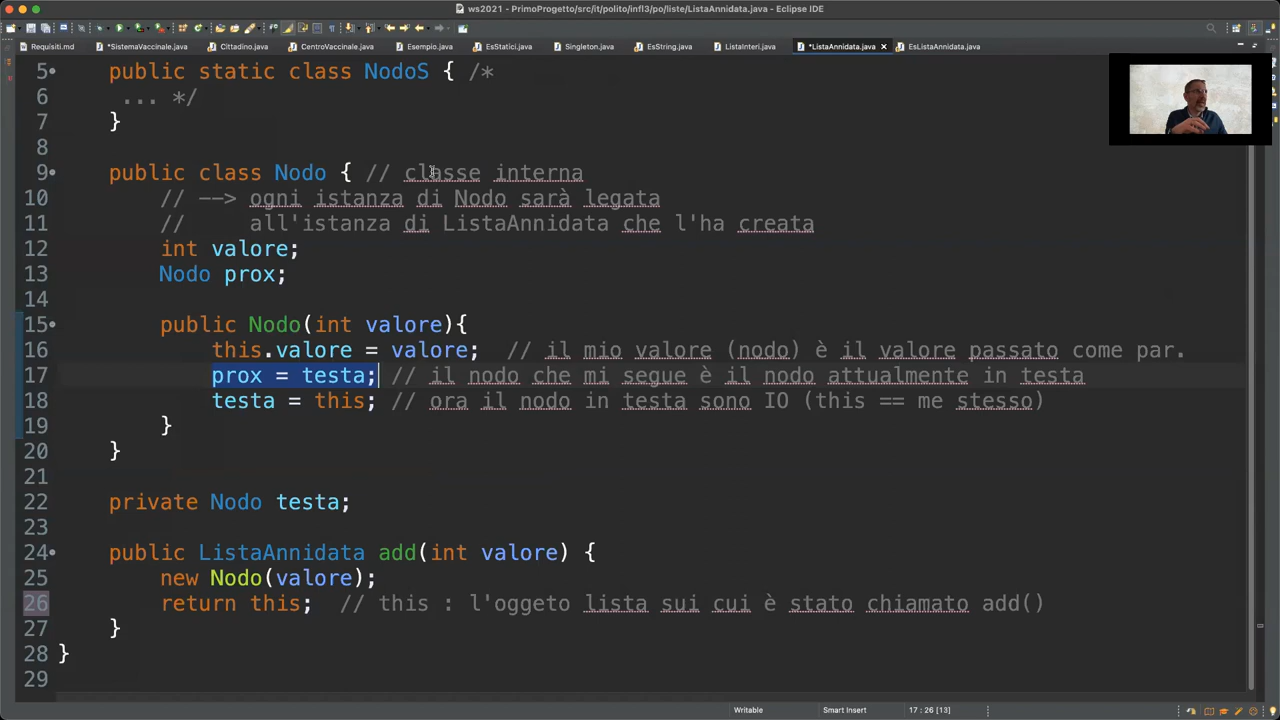 ws2021 - PrimoProgetto/src/it/polito/infl3/po/liste/ListaAnnidata.java - Eclipse IDE
Requisiti.md *SistemaVaccinale.java Cittadino.java CentroVaccinale.java Esempio.java EsStatici.java Singleton.java EsString.java ListaInteri.java *ListaAnnidata.java EsListaAnnidata.java
5 public static class NodoS { /*
6 ... */
7 }
8
9 public class Nodo { // classe interna
10 // --> ogni istanza di Nodo sarà legata
11 // all'istanza di ListaAnnidata che l'ha creata
12 int valore;
13 Nodo prox;
14
15 public Nodo(int valore){
16 this.valore = valore; // il mio valore (nodo) è il valore passato come par.
17 prox = testa; // il nodo che mi segue è il nodo attualmente in testa
18 testa = this; // ora il nodo in testa sono IO (this == me stesso)
19 }
20 }
21
22 private Nodo testa;
23
24 public ListaAnnidata add(int valore) {
25 new Nodo(valore);
26 return this; // this : l'oggeto lista sui cui è stato chiamato add()
27 }
28 }
29
Writable Smart Insert 17 : 26 [13]